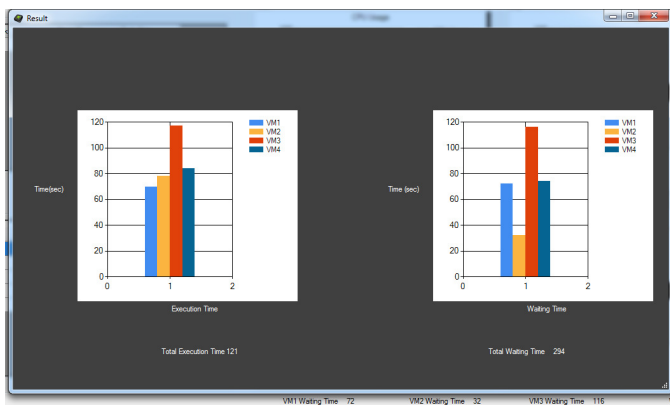 CPU Usage
Result
120
100
80
60
40
20
0
0 1 2
VM1
VM2
VM3
VM4
Time(sec)
Execution Time
Total Execution Time 121
120
100
80
60
40
20
0
0 1 2
VM1
VM2
VM3
VM4
Time (sec)
Waiting Time
Total Waiting Time 294
VM1 Waiting Time 72 VM2 Waiting Time 32 VM3 Waiting Time 116